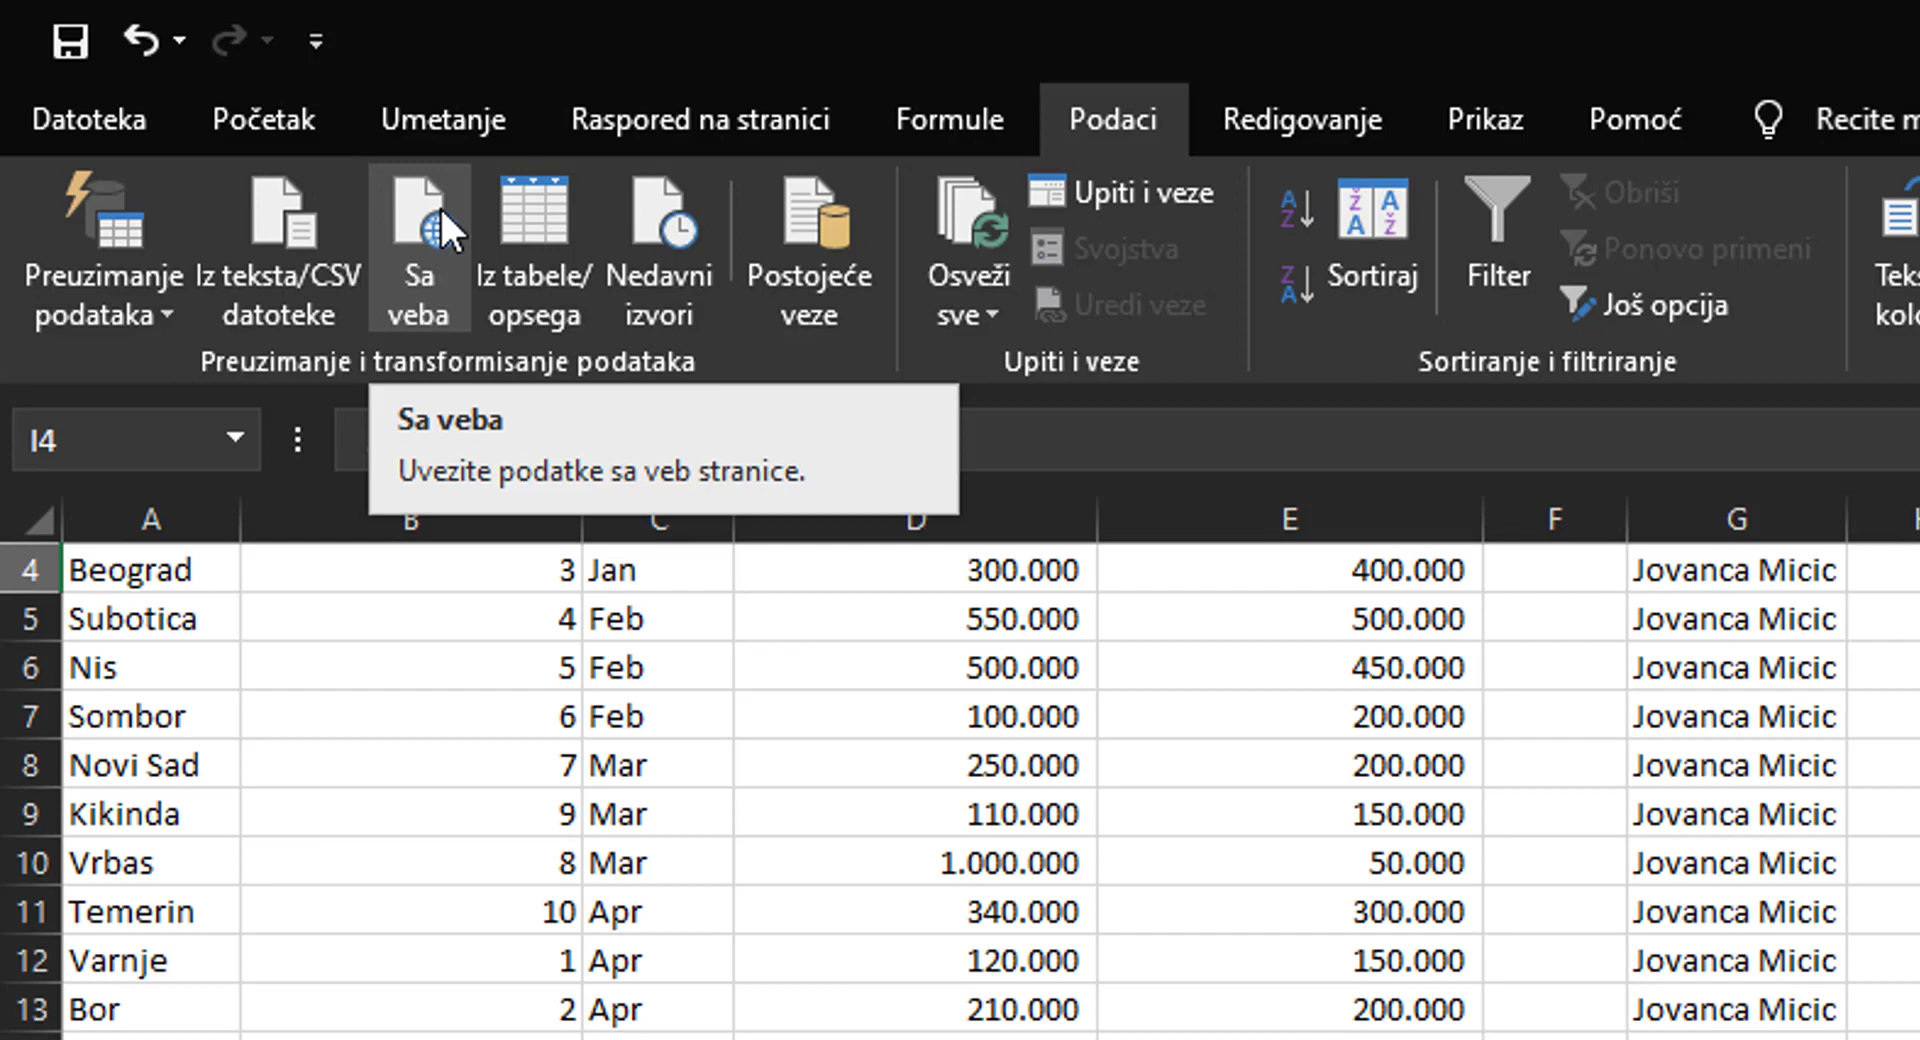 Datoteka Početak Umetanje Raspored na stranici Formule Podaci Redigovanje Prikaz Pomoć Recite
Preuzimanje podataka
Iz teksta/CSV datoteke
Sa veba
Iz tabele/ opsega
Nedavni izvori
Postojeće veze
Preuzimanje i transformisanje podataka
Osveži sve
Upiti i veze
Svojstva
Uredi veze
Upiti i veze
A Z
Z A
Ž A A Ž
Sortiraj
Filter
Obriši
Ponovo primeni
Još opcija
Sortiranje i filtriranje
I4
Sa veba
Uvezite podatke sa veb stranice.
A B C D E F G
4 Beograd 3 Jan 300.000 400.000 Jovanca Micic
5 Subotica 4 Feb 550.000 500.000 Jovanca Micic
6 Nis 5 Feb 500.000 450.000 Jovanca Micic
7 Sombor 6 Feb 100.000 200.000 Jovanca Micic
8 Novi Sad 7 Mar 250.000 200.000 Jovanca Micic
9 Kikinda 9 Mar 110.000 150.000 Jovanca Micic
10 Vrbas 8 Mar 1.000.000 50.000 Jovanca Micic
11 Temerin 10 Apr 340.000 300.000 Jovanca Micic
12 Varnje 1 Apr 120.000 150.000 Jovanca Micic
13 Bor 2 Apr 210.000 200.000 Jovanca Micic